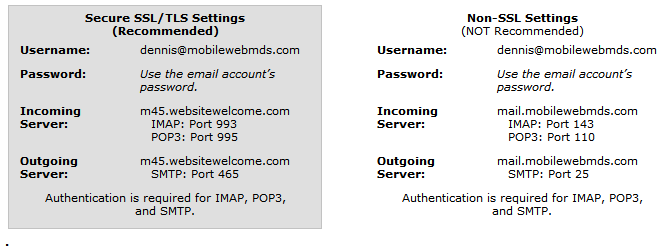 Secure SSL/TLS Settings
(Recommended)
Username: dennis@mobilewebmds.com
Password: Use the email account’s
password.
Incoming m45.websitewelcome.com
Server: IMAP: Port 993
POP3: Port 995
Outgoing m45.websitewelcome.com
Server: SMTP: Port 465
Authentication is required for IMAP, POP3,
and SMTP.
Non-SSL Settings
(NOT Recommended)
Username: dennis@mobilewebmds.com
Password: Use the email account’s
password.
Incoming mail.mobilewebmds.com
Server: IMAP: Port 143
POP3: Port 110
Outgoing mail.mobilewebmds.com
Server: SMTP: Port 25
Authentication is required for IMAP, POP3,
and SMTP.
.